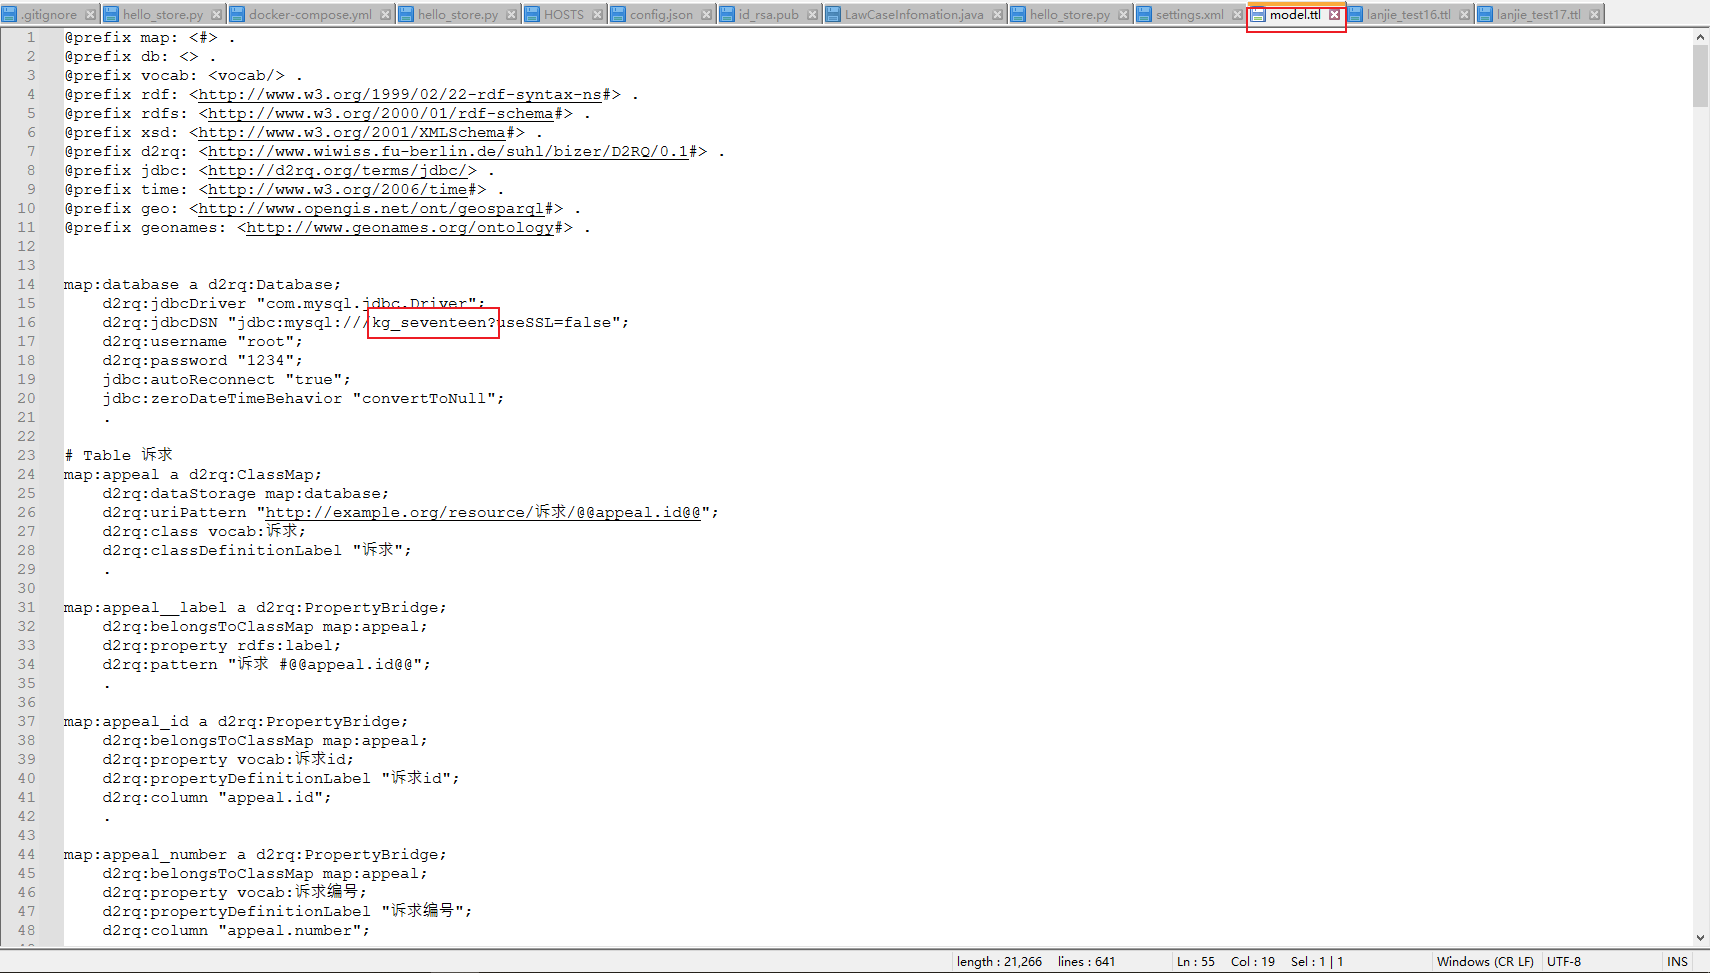 .gitignore hello_store.py docker-compose.yml hello_store.py HOSTS config.json id_rsa.pub LawCaseInfomation.java hello_store.py settings.xml model.ttl lanjie_test16.ttl lanjie_test17.ttl
1 @prefix map: <#> .
2 @prefix db: <> .
3 @prefix vocab: <vocab/> .
4 @prefix rdf: <http://www.w3.org/1999/02/22-rdf-syntax-ns#> .
5 @prefix rdfs: <http://www.w3.org/2000/01/rdf-schema#> .
6 @prefix xsd: <http://www.w3.org/2001/XMLSchema#> .
7 @prefix d2rq: <http://www.wiwiss.fu-berlin.de/suhl/bizer/D2RQ/0.1#> .
8 @prefix jdbc: <http://d2rq.org/terms/jdbc/> .
9 @prefix time: <http://www.w3.org/2006/time#> .
10 @prefix geo: <http://www.opengis.net/ont/geosparql#> .
11 @prefix geonames: <http://www.geonames.org/ontology#> .
12
13
14 map:database a d2rq:Database;
15 d2rq:jdbcDriver "com.mysql.jdbc.Driver";
16 d2rq:jdbcDSN "jdbc:mysql:///kg_seventeen?useSSL=false";
17 d2rq:username "root";
18 d2rq:password "1234";
19 jdbc:autoReconnect "true";
20 jdbc:zeroDateTimeBehavior "convertToNull";
21 .
22
23 # Table 诉求
24 map:appeal a d2rq:ClassMap;
25 d2rq:dataStorage map:database;
26 d2rq:uriPattern "http://example.org/resource/诉求/@@appeal.id@@";
27 d2rq:class vocab:诉求;
28 d2rq:classDefinitionLabel "诉求";
29 .
30
31 map:appeal__label a d2rq:PropertyBridge;
32 d2rq:belongsToClassMap map:appeal;
33 d2rq:property rdfs:label;
34 d2rq:pattern "诉求 #@@appeal.id@@";
35 .
36
37 map:appeal_id a d2rq:PropertyBridge;
38 d2rq:belongsToClassMap map:appeal;
39 d2rq:property vocab:诉求id;
40 d2rq:propertyDefinitionLabel "诉求id";
41 d2rq:column "appeal.id";
42 .
43
44 map:appeal_number a d2rq:PropertyBridge;
45 d2rq:belongsToClassMap map:appeal;
46 d2rq:property vocab:诉求编号;
47 d2rq:propertyDefinitionLabel "诉求编号";
48 d2rq:column "appeal.number";
length : 21,266 lines : 641 Ln : 55 Col : 19 Sel : 1 | 1 Windows (CR LF) UTF-8 INS